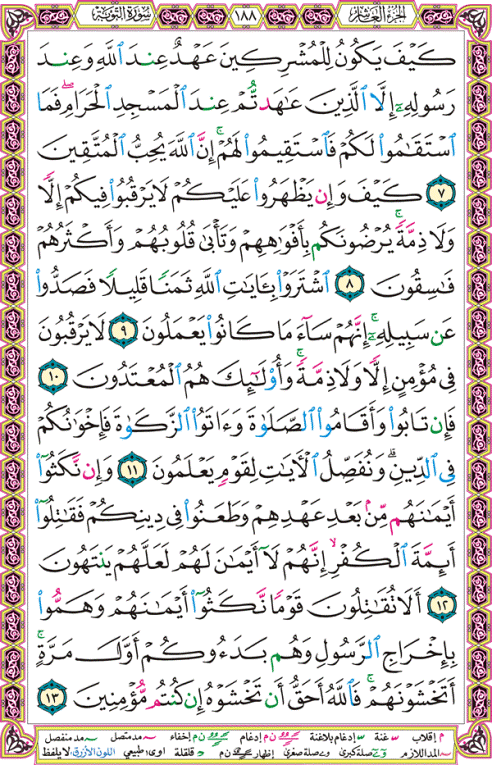 الجزء العاشر ١٨٨ سورة التوبة
كَيْفَ يَكُونُ لِلْمُشْرِكِينَ عَهْدٌ عِندَ ٱللَّهِ وَعِندَ
رَسُولِهِۦٓ إِلَّا ٱلَّذِينَ عَـٰهَدتُّمْ عِندَ ٱلْمَسْجِدِ ٱلْحَرَامِ ۖ فَمَا
ٱسْتَقَـٰمُوا۟ لَكُمْ فَٱسْتَقِيمُوا۟ لَهُمْ ۚ إِنَّ ٱللَّهَ يُحِبُّ ٱلْمُتَّقِينَ
٧ كَيْفَ وَإِن يَظْهَرُوا۟ عَلَيْكُمْ لَا يَرْقُبُوا۟ فِيكُمْ إِلًّا
وَلَا ذِمَّةً ۚ يُرْضُونَكُم بِأَفْوَٰهِهِمْ وَتَأْبَىٰ قُلُوبُهُمْ وَأَكْثَرُهُمْ
فَـٰسِقُونَ ٨ ٱشْتَرَوْا۟ بِـَٔايَـٰتِ ٱللَّهِ ثَمَنًا قَلِيلًا فَصَدُّوا۟
عَن سَبِيلِهِۦٓ ۚ إِنَّهُمْ سَآءَ مَا كَانُوا۟ يَعْمَلُونَ ٩ لَا يَرْقُبُونَ
فِى مُؤْمِنٍ إِلًّا وَلَا ذِمَّةً ۚ وَأُو۟لَـٰٓئِكَ هُمُ ٱلْمُعْتَدُونَ ١٠
فَإِن تَابُوا۟ وَأَقَامُوا۟ ٱلصَّلَوٰةَ وَءَاتَوُا۟ ٱلزَّكَوٰةَ فَإِخْوَٰنُكُمْ
فِى ٱلدِّينِ ۗ وَنُفَصِّلُ ٱلْـَٔايَـٰتِ لِقَوْمٍ يَعْلَمُونَ ١١ وَإِن نَّكَثُوٓا۟
أَيْمَـٰنَهُم مِّنۢ بَعْدِ عَهْدِهِمْ وَطَعَنُوا۟ فِى دِينِكُمْ فَقَـٰتِلُوٓا۟
أَئِمَّةَ ٱلْكُفْرِ ۙ إِنَّهُمْ لَآ أَيْمَـٰنَ لَهُمْ لَعَلَّهُمْ يَنتَهُونَ
١٢ أَلَا تُقَـٰتِلُونَ قَوْمًا نَّكَثُوٓا۟ أَيْمَـٰنَهُمْ وَهَمُّوا۟
بِإِخْرَاجِ ٱلرَّسُولِ وَهُم بَدَءُوكُمْ أَوَّلَ مَرَّةٍ ۚ
أَتَخْشَوْنَهُمْ ۚ فَٱللَّهُ أَحَقُّ أَن تَخْشَوْهُ إِن كُنتُم مُّؤْمِنِينَ ١٣
م إقلاب غنة إدغام بلاغنة ن م إدغام ن م إخفاء مد متصل مد منفصل
المد اللازم صلة كبرى صلة صغرى إظهار ن م قلقلة اوى طبيعي اللون الأزرق لا يلفظ